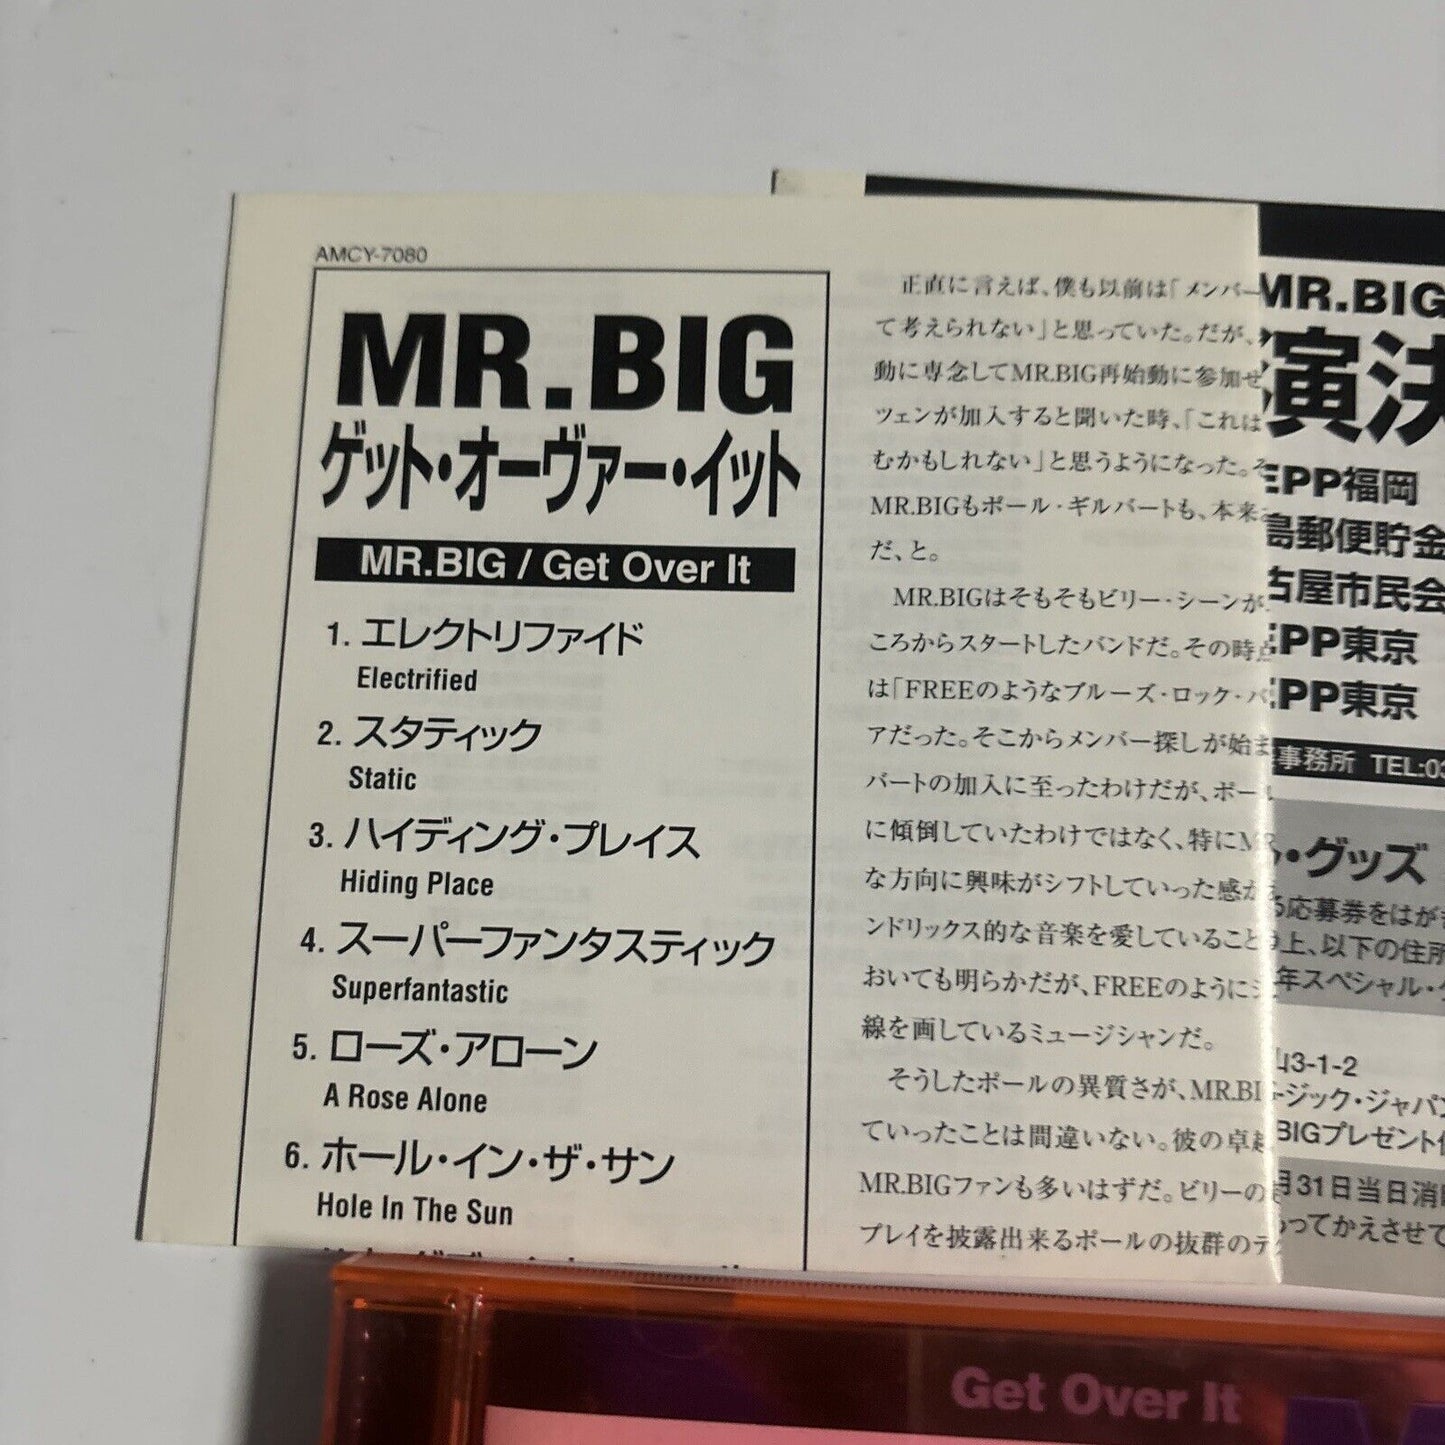 AMCY-7080
MR.BIG
ゲット・オーヴァー・イット
MR.BIG / Get Over It
1. エレクトリファイド
Electrified
2. スタティック
Static
3. ハイディング・プレイス
Hiding Place
4. スーパーファンタスティック
Superfantastic
5. ローズ・アローン
A Rose Alone
6. ホール・イン・ザ・サン
Hole In The Sun
正直に言えば、僕も以前は「メンバー
て考えられない」と思っていた。だが、
動に専念してMR.BIG再始動に参加せ
ツェンが加入すると聞いた時、「これは
むかもしれない」と思うようになった。そ
MR.BIGもポール・ギルバートも、本来
だ、と。
MR.BIGはそもそもビリー・シーンが、
ころからスタートしたバンドだ。その時点
は「FREEのようなブルーズ・ロック・バ
アだった。そこからメンバー探しが始ま
バートの加入に至ったわけだが、ポー
に傾倒していたわけではなく、特にMR
な方向に興味がシフトしていった感が
ンドリックス的な音楽を愛していること
おいても明らかだが、FREEのように
線を画しているミュージシャンだ。
そうしたポールの異質さが、MR.BI
ていったことは間違いない。彼の卓越
MR.BIGファンも多いはずだ。ビリーの
プレイを披露出来るポールの抜群のテ
MR.BIG
演決
EPP福岡
島郵便貯金
古屋市民会
EPP東京
EPP東京
事務所 TEL:03
・グッズ
る応募券をはがき
上、以下の住所
年スペシャル・
3-1-2
ージック・ジャパン
BIGプレゼント
月31日当日消
ってかえさせて
Get Over It